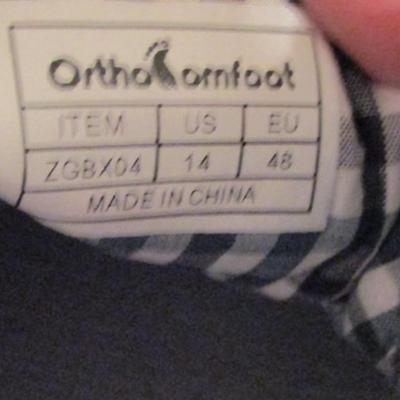 OrthoComfoot
ITEM US EU
ZGBX04 14 48
MADE IN CHINA